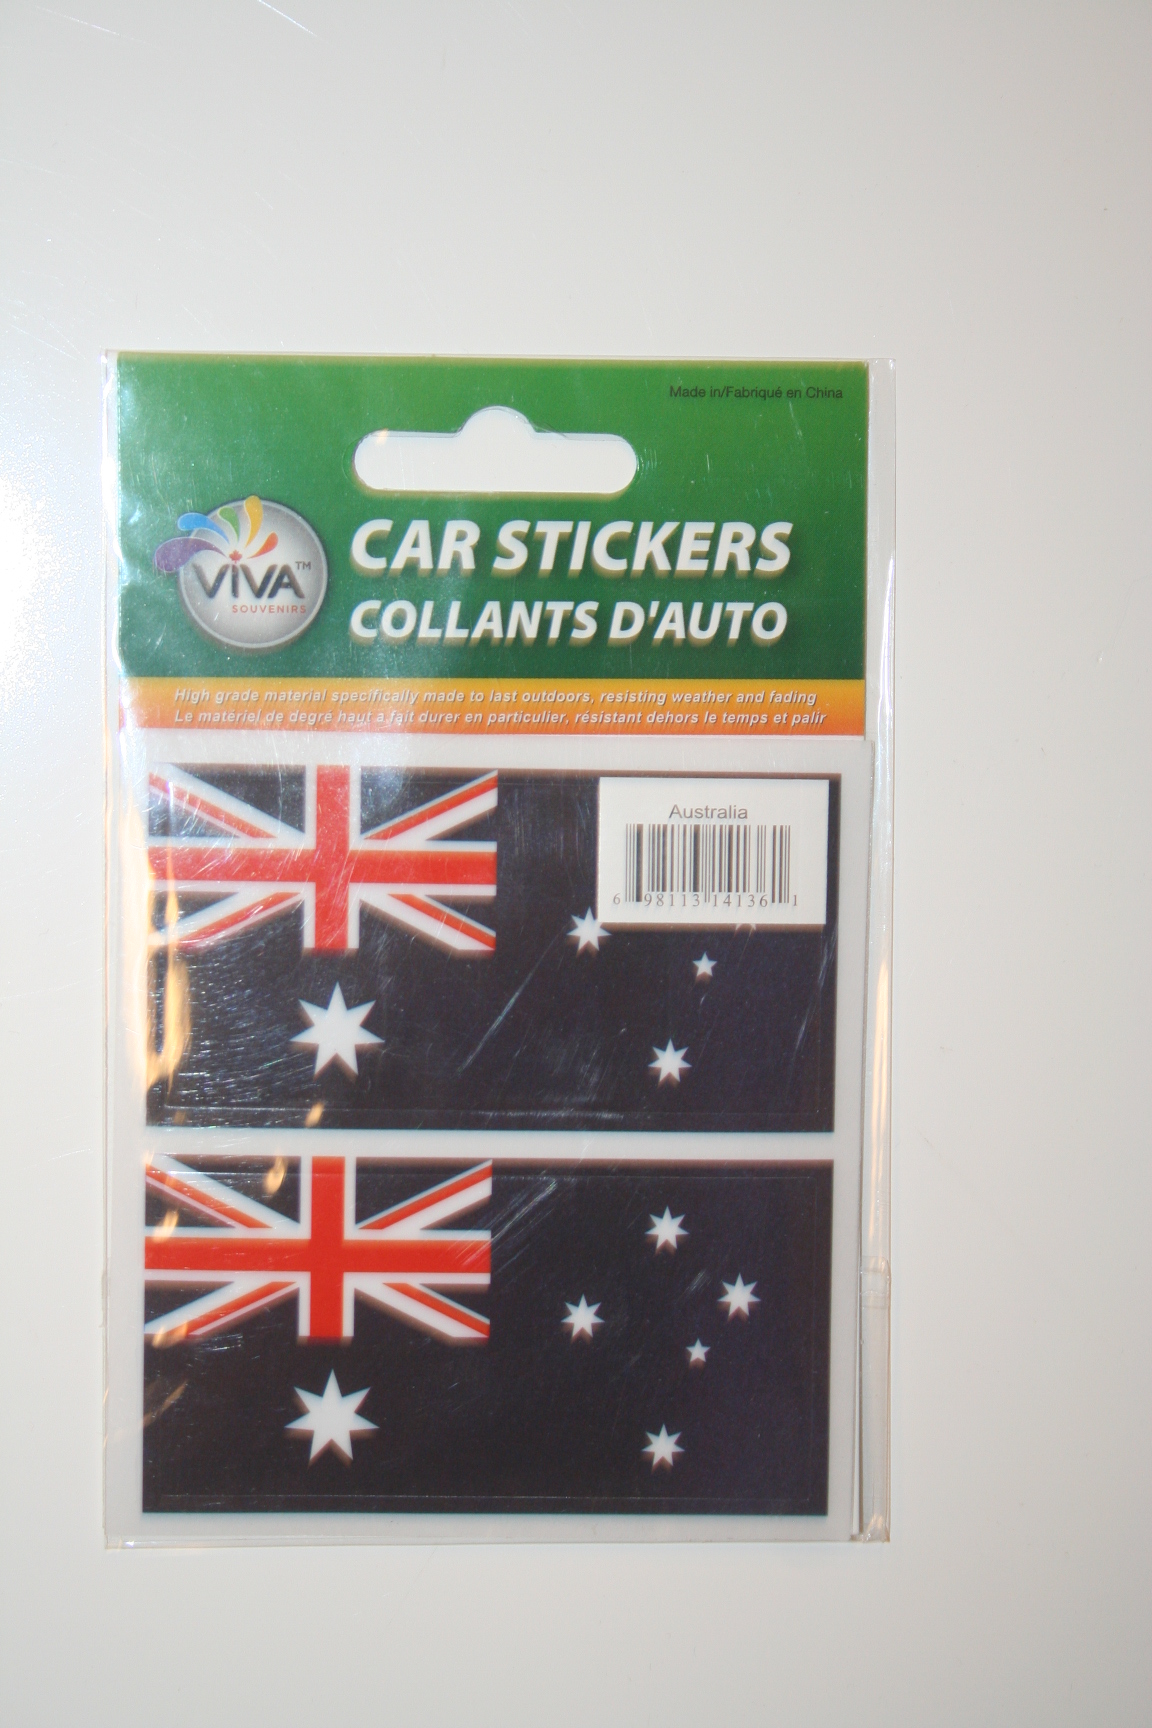 Made in/Fabriqué en China
VIVA™
SOUVENIRS
CAR STICKERS
COLLANTS D'AUTO
High grade material specifically made to last outdoors, resisting weather and fading
Le matériel de degré haut a fait durer en particulier, résistant dehors le temps et palir
Australia
6 98113 14136 1